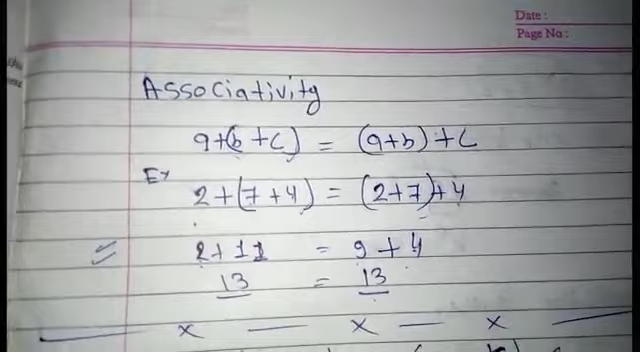 Date :
Page No :
Associativity
a+(b+c) = (a+b)+c
Ex
2+(7+4) = (2+7)+4
2+11 = 9+4
13 = 13
x x x